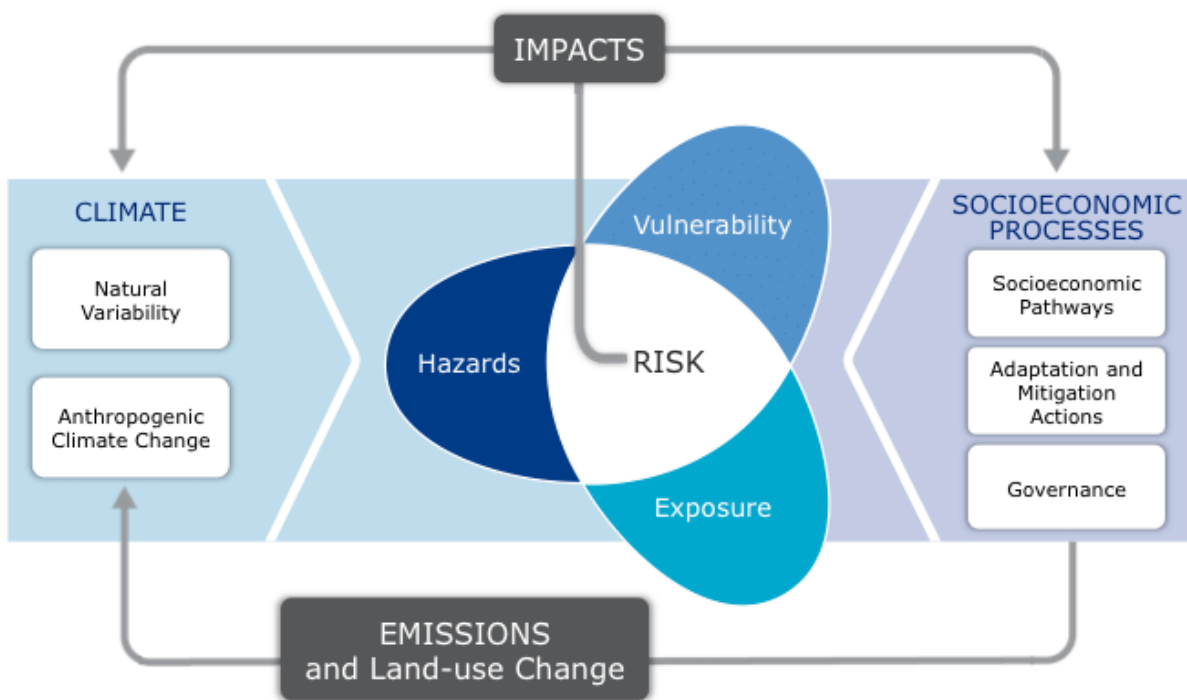 IMPACTS
CLIMATE
Natural
Variability
Anthropogenic
Climate Change
Vulnerability
Hazards
RISK
Exposure
SOCIOECONOMIC
PROCESSES
Socioeconomic
Pathways
Adaptation and
Mitigation
Actions
Governance
EMISSIONS
and Land-use Change